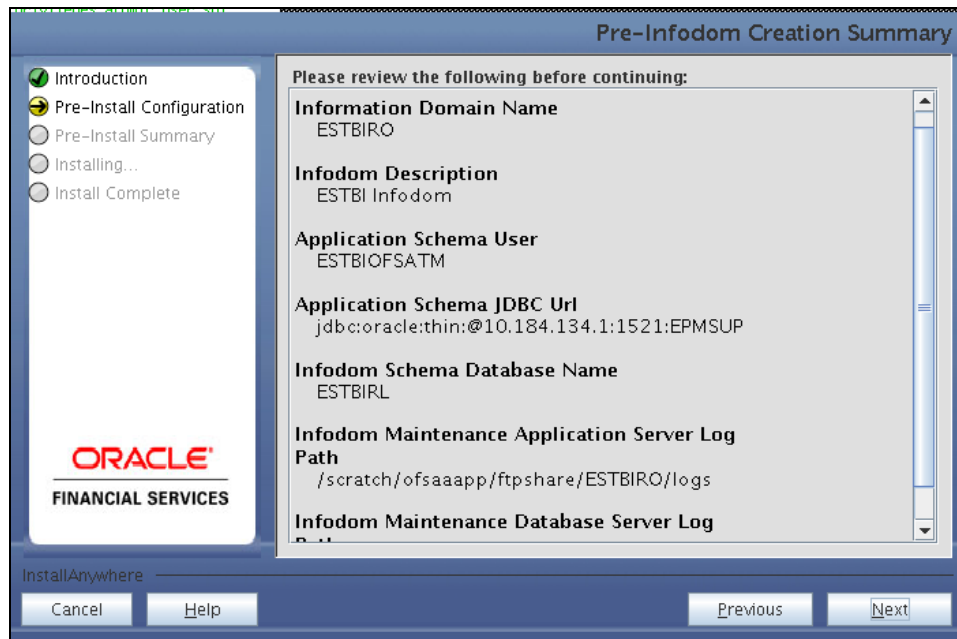 Pre-Infodom Creation Summary
Introduction
Pre-Install Configuration
Pre-Install Summary
Installing...
Install Complete
ORACLE®
FINANCIAL SERVICES
Please review the following before continuing:
Information Domain Name
ESTBIRO
Infodom Description
ESTBI Infodom
Application Schema User
ESTBIOFSATM
Application Schema JDBC Url
jdbc:oracle:thin:@10.184.134.1:1521:EPMSUP
Infodom Schema Database Name
ESTBIRL
Infodom Maintenance Application Server Log
Path
/scratch/ofsaaapp/ftpshare/ESTBIRO/logs
Infodom Maintenance Database Server Log
InstallAnywhere
Cancel
Help
Previous
Next